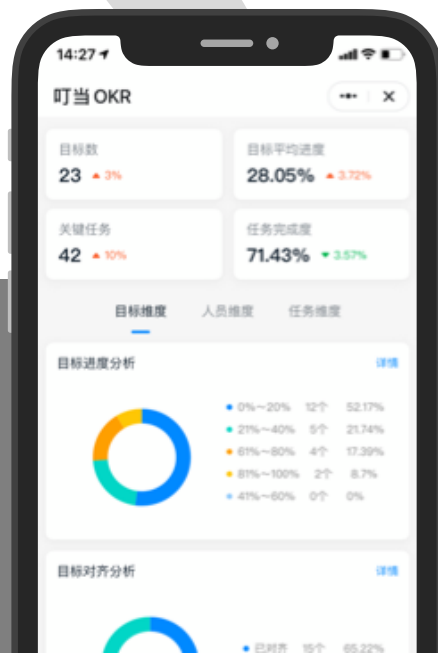 14:27
叮当 OKR
目标数
23 3%
目标平均进度
28.05% 3.72%
关键任务
42 10%
任务完成度
71.43% 3.57%
目标维度 人员维度 任务维度
目标进度分析 详情
0%~20% 12个 52.17%
21%~40% 5个 21.74%
61%~80% 4个 17.39%
81%~100% 2个 8.7%
41%~60% 0个 0%
目标对齐分析 详情
已对齐 15个 65.22%